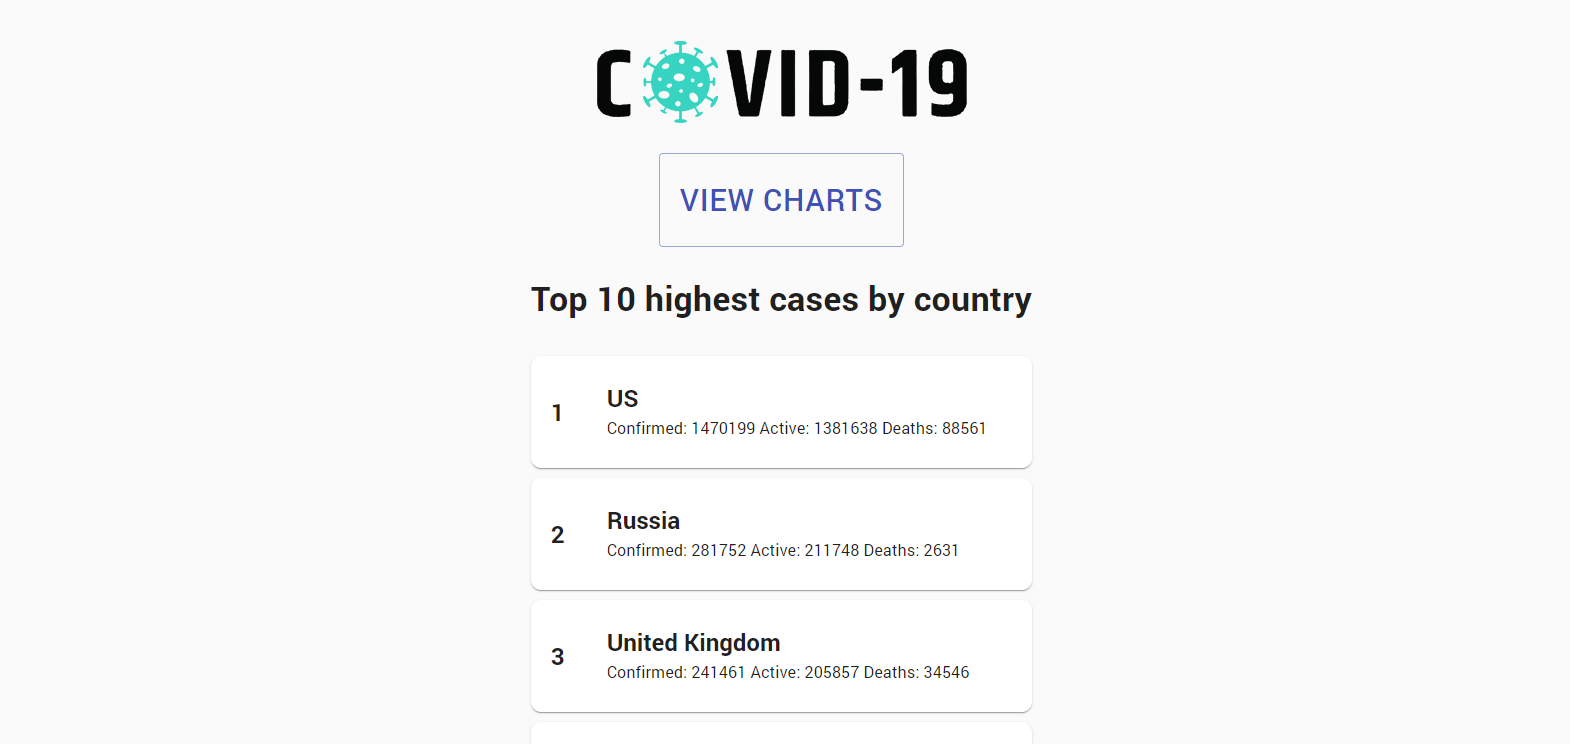 COVID-19
VIEW CHARTS
Top 10 highest cases by country
1
US
Confirmed: 1470199 Active: 1381638 Deaths: 88561
2
Russia
Confirmed: 281752 Active: 211748 Deaths: 2631
3
United Kingdom
Confirmed: 241461 Active: 205857 Deaths: 34546